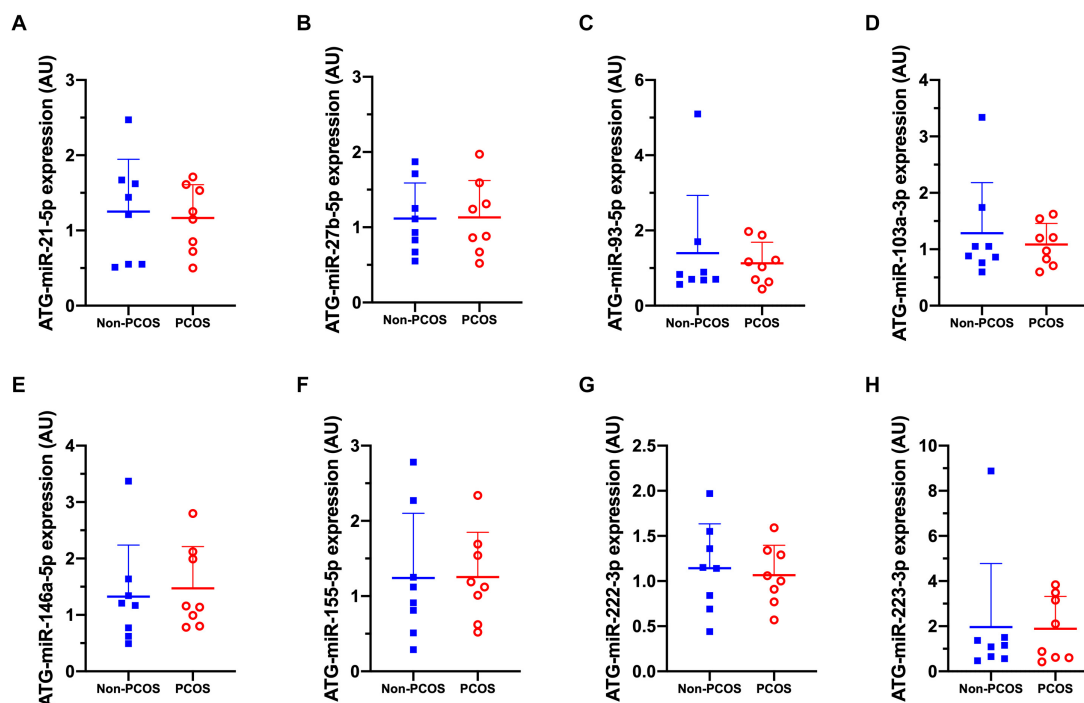 A
ATG-miR-21-5p expression (AU)
3
2
1
0
Non-PCOS
PCOS
B
ATG-miR-27b-5p expression (AU)
3
2
1
0
Non-PCOS
PCOS
C
ATG-miR-93-5p expression (AU)
6
4
2
0
Non-PCOS
PCOS
D
ATG-miR-103a-3p expression (AU)
4
3
2
1
0
Non-PCOS
PCOS
E
ATG-miR-146a-5p expression (AU)
4
3
2
1
0
Non-PCOS
PCOS
F
ATG-miR-155-5p expression (AU)
3
2
1
0
Non-PCOS
PCOS
G
ATG-miR-222-3p expression (AU)
2.5
2.0
1.5
1.0
0.5
0.0
Non-PCOS
PCOS
H
ATG-miR-223-3p expression (AU)
10
8
6
4
2
0
Non-PCOS
PCOS